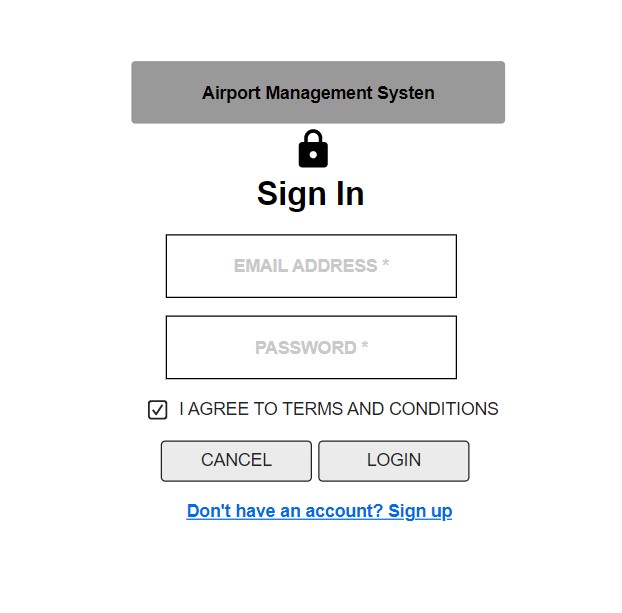 Airport Management Systen
Sign In
EMAIL ADDRESS *
PASSWORD *
I AGREE TO TERMS AND CONDITIONS
CANCEL LOGIN
Don't have an account? Sign up